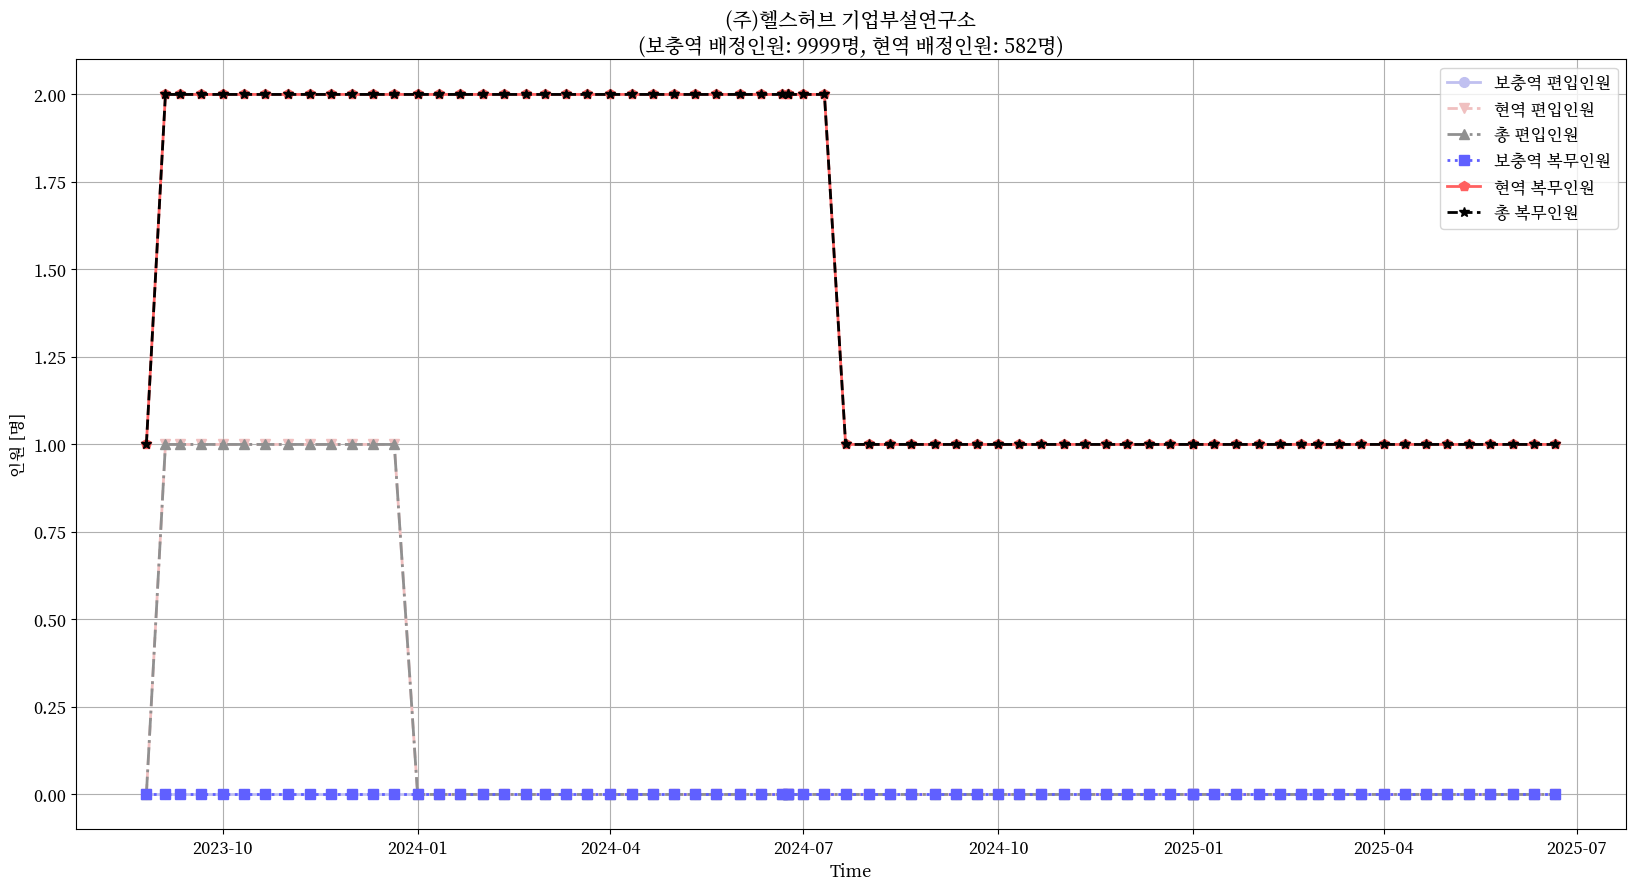 (주)헬스허브 기업부설연구소
(보충역 배정인원: 9999명, 현역 배정인원: 582명)
보충역 편입인원
현역 편입인원
총 편입인원
보충역 복무인원
현역 복무인원
총 복무인원
인원 [명]
2.00
1.75
1.50
1.25
1.00
0.75
0.50
0.25
0.00
2023-10
2024-01
2024-04
2024-07
2024-10
2025-01
2025-04
2025-07
Time